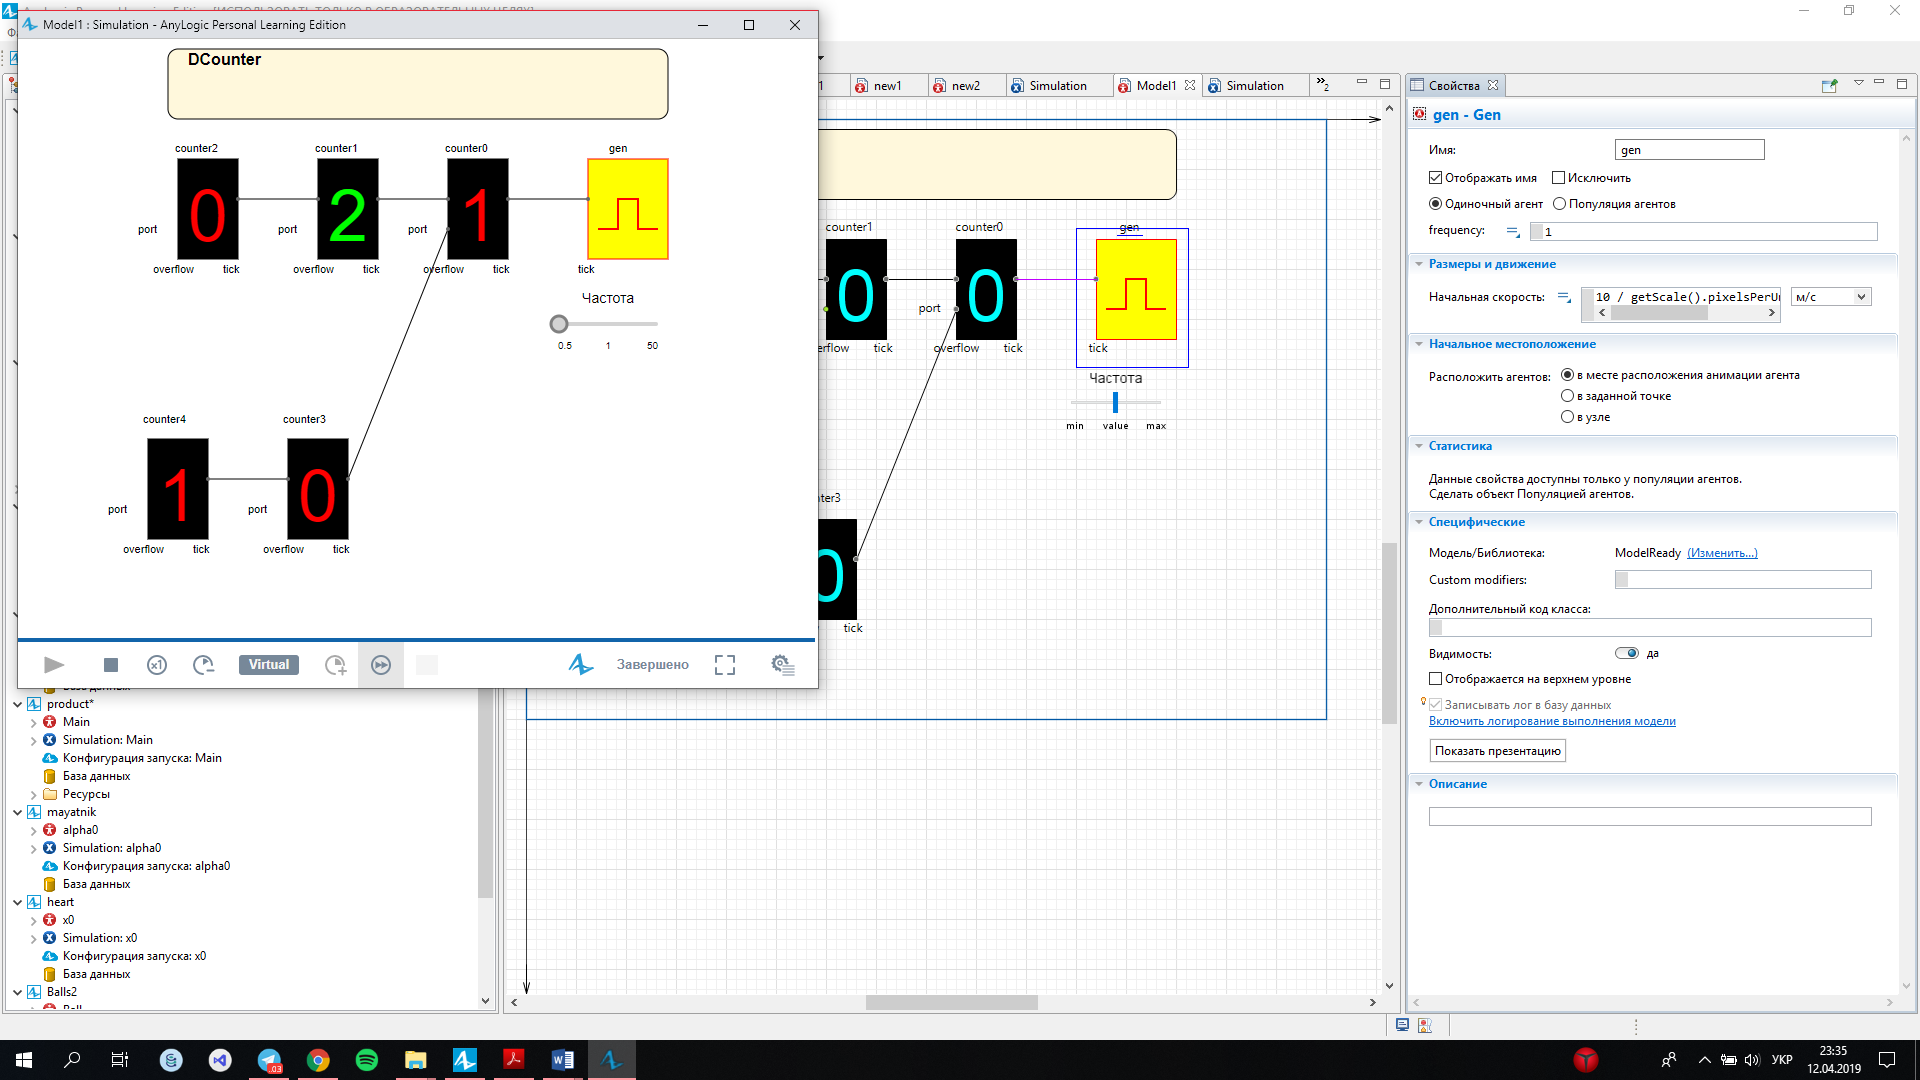 Model1 : Simulation - AnyLogic Personal Learning Edition
DCounter
counter2
counter1
counter0
gen
0
2
1
port
port
port
overflow
tick
overflow
tick
overflow
tick
tick
Частота
0.5
1
50
counter4
counter3
1
0
port
port
overflow
tick
overflow
tick
Virtual
Завершено
new1
new2
Simulation
Model1
Simulation
2
counter1
counter0
gen
0
0
port
tick
overflow
tick
tick
Частота
min
value
max
0
tick
product*
Main
Simulation: Main
Конфигурация запуска: Main
База данных
Ресурсы
mayatnik
alpha0
Simulation: alpha0
Конфигурация запуска: alpha0
База данных
heart
x0
Simulation: x0
Конфигурация запуска: x0
База данных
Balls2
Свойства
gen - Gen
Имя:
gen
Отображать имя
Исключить
Одиночный агент
Популяция агентов
frequency:
1
Размеры и движение
Начальная скорость:
10 / getScale().pixelsPerU
м/с
Начальное местоположение
Расположить агентов:
в месте расположения анимации агента
в заданной точке
в узле
Статистика
Данные свойства доступны только у популяции агентов.
Сделать объект Популяцией агентов.
Специфические
Модель/Библиотека:
ModelReady
(Изменить...)
Custom modifiers:
Дополнительный код класса:
Видимость:
да
Отображается на верхнем уровне
Записывать лог в базу данных
Включить логирование выполнения модели
Показать презентацию
Описание
УКР
23:35
12.04.2019